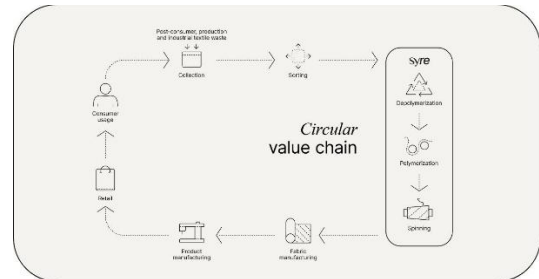 Post-consumer, production
and industrial textile waste
Collection
Sorting
syre
Depolymerization
Polymerization
Spinning
Fabric
manufacturing
Product
manufacturing
Retail
Consumer
usage
Circular
value chain